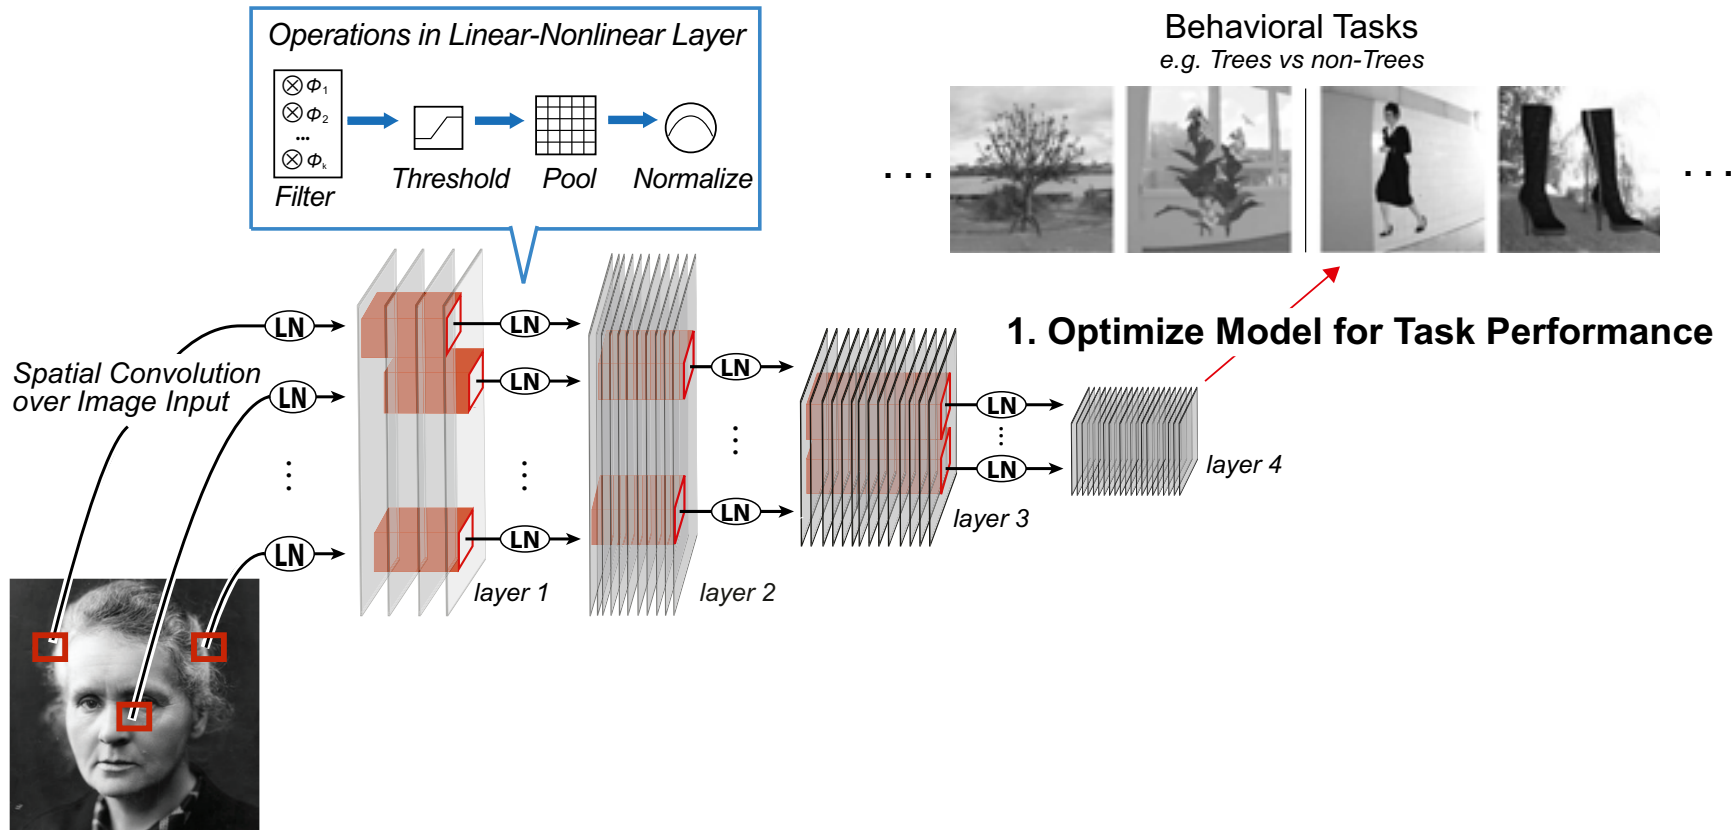 Operations in Linear-Nonlinear Layer
⊗ Φ1
⊗ Φ2
...
⊗ Φk
Filter
Threshold
Pool
Normalize
Behavioral Tasks
e.g. Trees vs non-Trees
. . .
. . .
1. Optimize Model for Task Performance
Spatial Convolution
over Image Input
LN
LN
LN
LN
LN
LN
LN
LN
LN
LN
layer 1
layer 2
layer 3
layer 4